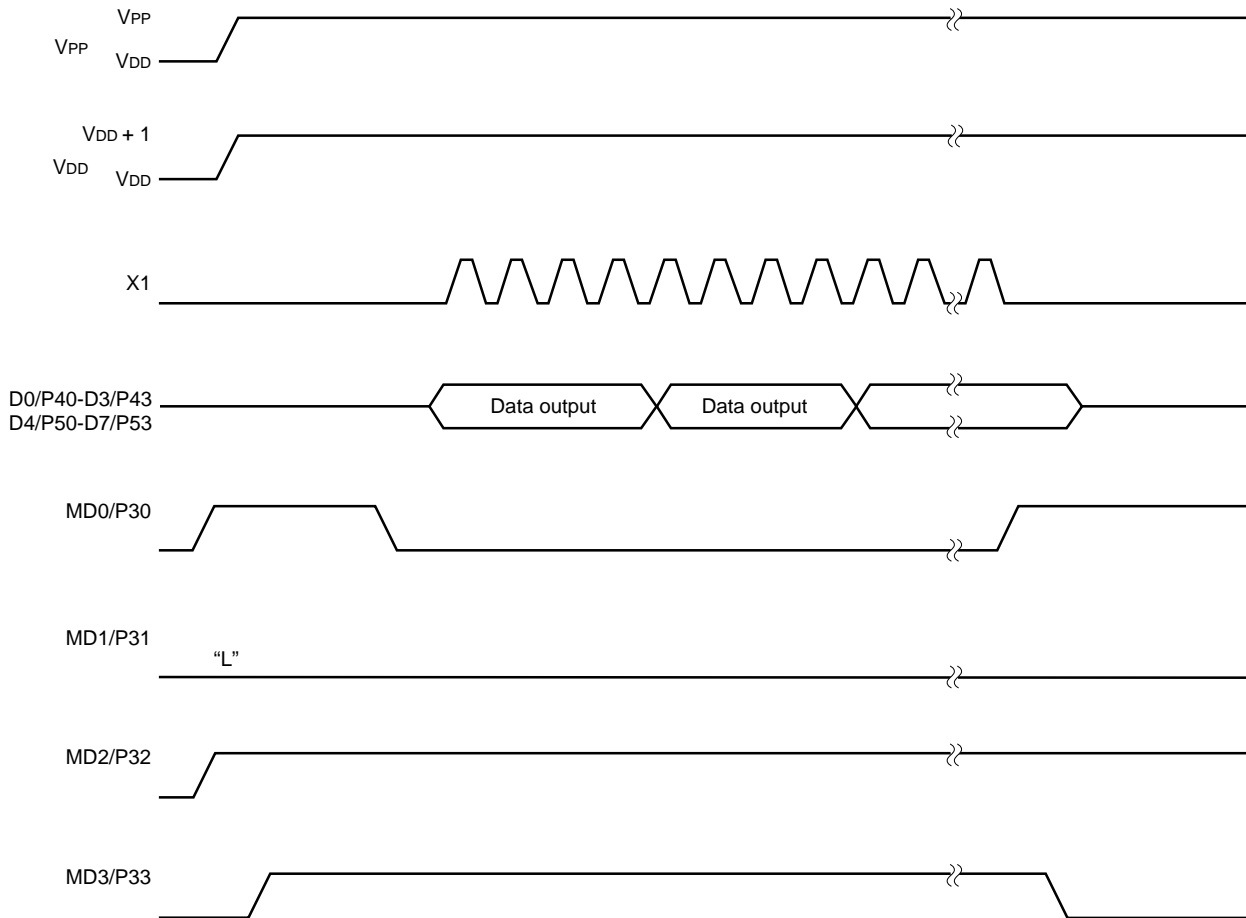 VPP
VPP
VDD
VDD + 1
VDD
VDD
X1
D0/P40-D3/P43
D4/P50-D7/P53
Data output
Data output
MD0/P30
MD1/P31
“L”
MD2/P32
MD3/P33